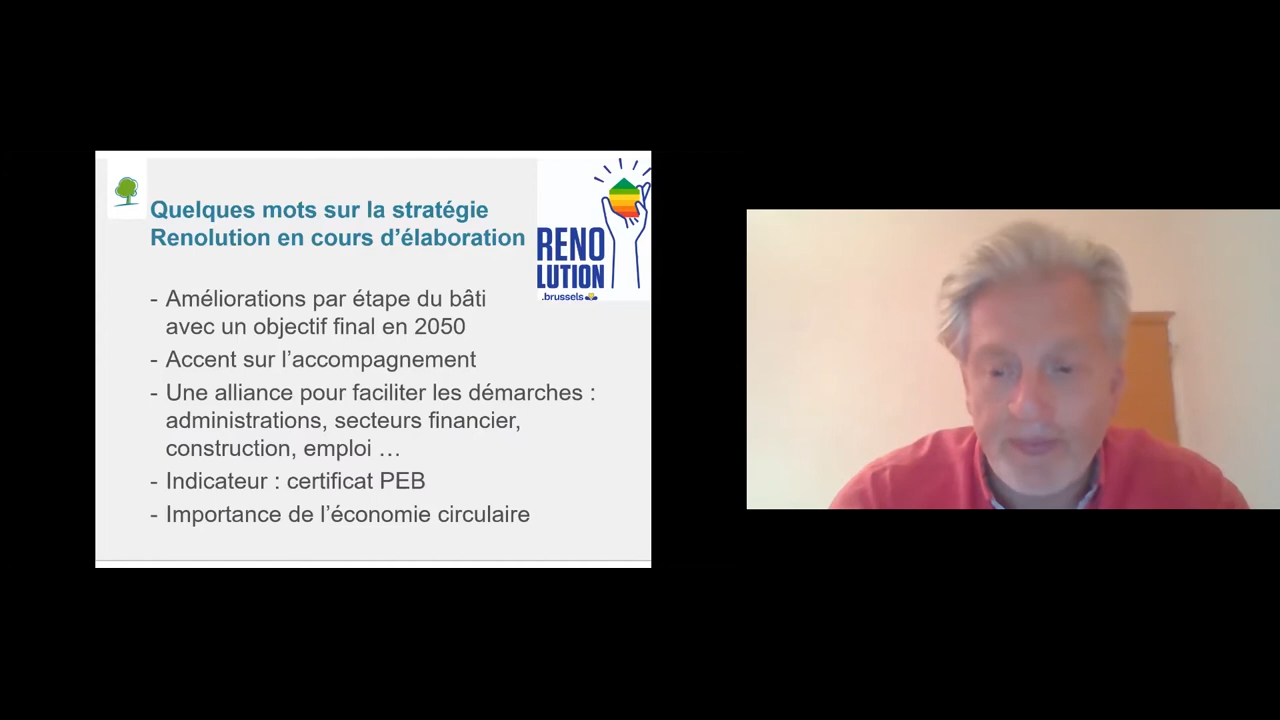 Quelques mots sur la stratégie
Renolution en cours d'élaboration
RENO
LUTION
.brussels
- Améliorations par étape du bâti
avec un objectif final en 2050
- Accent sur l'accompagnement
- Une alliance pour faciliter les démarches :
administrations, secteurs financier,
construction, emploi …
- Indicateur : certificat PEB
- Importance de l'économie circulaire